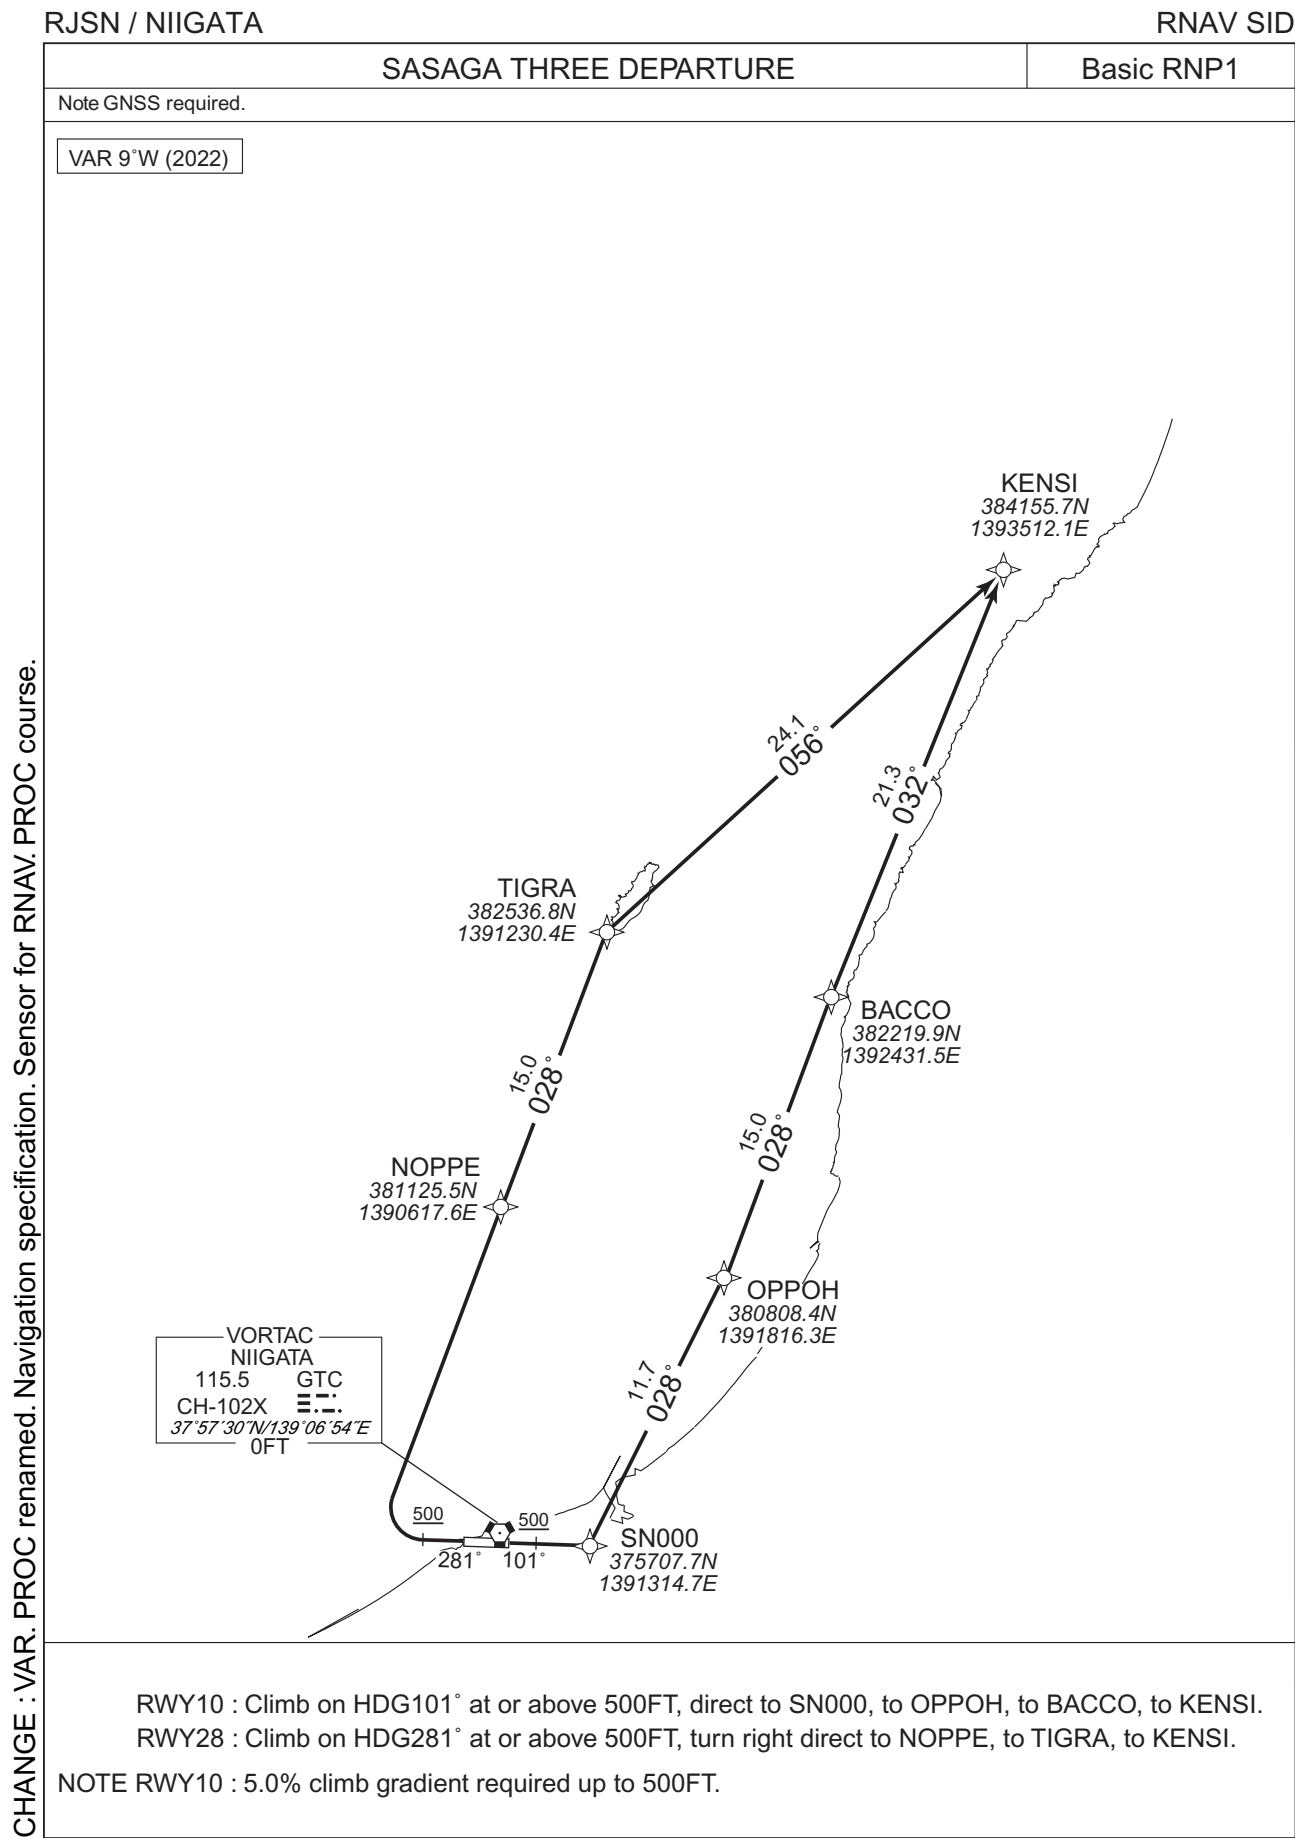 RJSN / NIIGATA
RNAV SID
SASAGA THREE DEPARTURE
Basic RNP1
Note GNSS required.
VAR 9˚W (2022)
KENSI
384155.7N
1393512.1E
24.1
056˚
21.3
032˚
TIGRA
382536.8N
1391230.4E
BACCO
382219.9N
1392431.5E
15.0
028˚
15.0
028˚
NOPPE
381125.5N
1390617.6E
OPPOH
380808.4N
1391816.3E
VORTAC
NIIGATA
115.5 GTC
CH-102X
37˚57´30˝N/139˚06´54˝E
0FT
11.7
028˚
500
500
281˚
101˚
SN000
375707.7N
1391314.7E
RWY10 : Climb on HDG101˚ at or above 500FT, direct to SN000, to OPPOH, to BACCO, to KENSI.
RWY28 : Climb on HDG281˚ at or above 500FT, turn right direct to NOPPE, to TIGRA, to KENSI.
NOTE RWY10 : 5.0% climb gradient required up to 500FT.
CHANGE : VAR. PROC renamed. Navigation specification. Sensor for RNAV. PROC course.